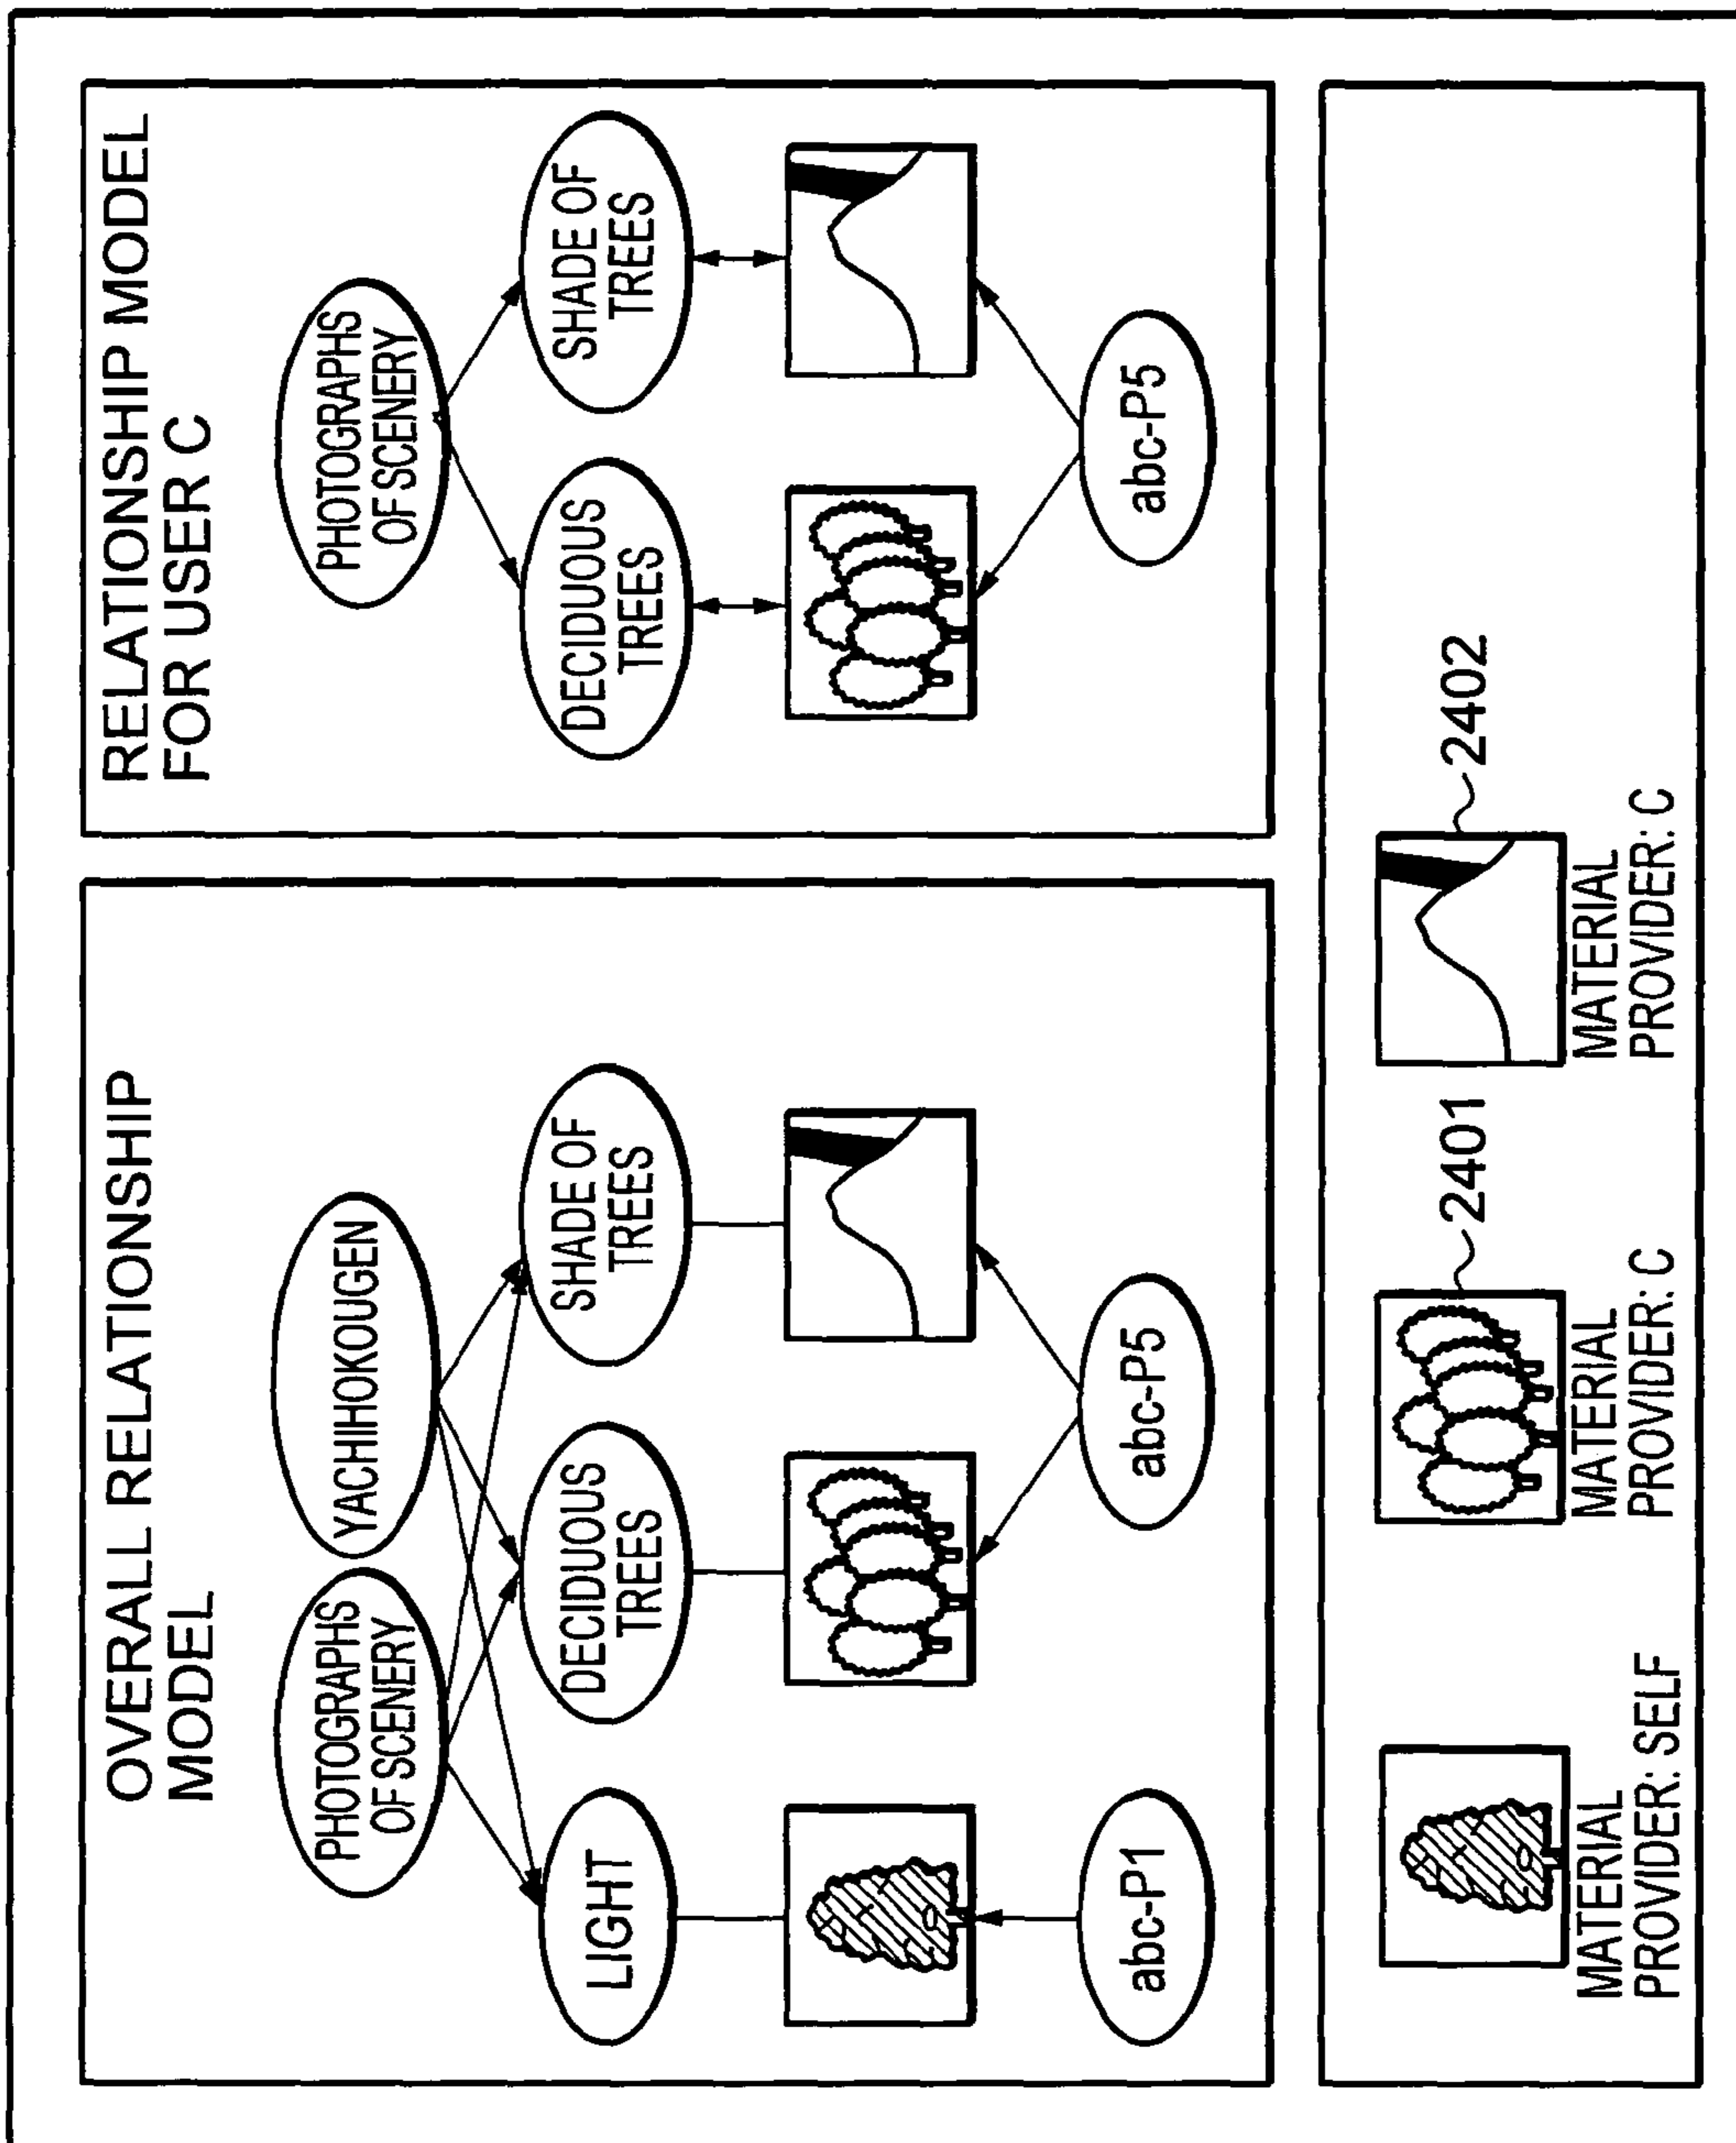 OVERALL RELATIONSHIP
MODEL
PHOTOGRAPHS
OF SCENERY
YACHIHOKOUGEN
LIGHT
DECIDUOUS
TREES
SHADE OF
TREES
abc-P1
abc-P5
RELATIONSHIP MODEL
FOR USER C
PHOTOGRAPHS
OF SCENERY
DECIDUOUS
TREES
SHADE OF
TREES
abc-P5
MATERIAL
PROVIDER: SELF
2401
MATERIAL
PROVIDER: C
2402
MATERIAL
PROVIDER: C